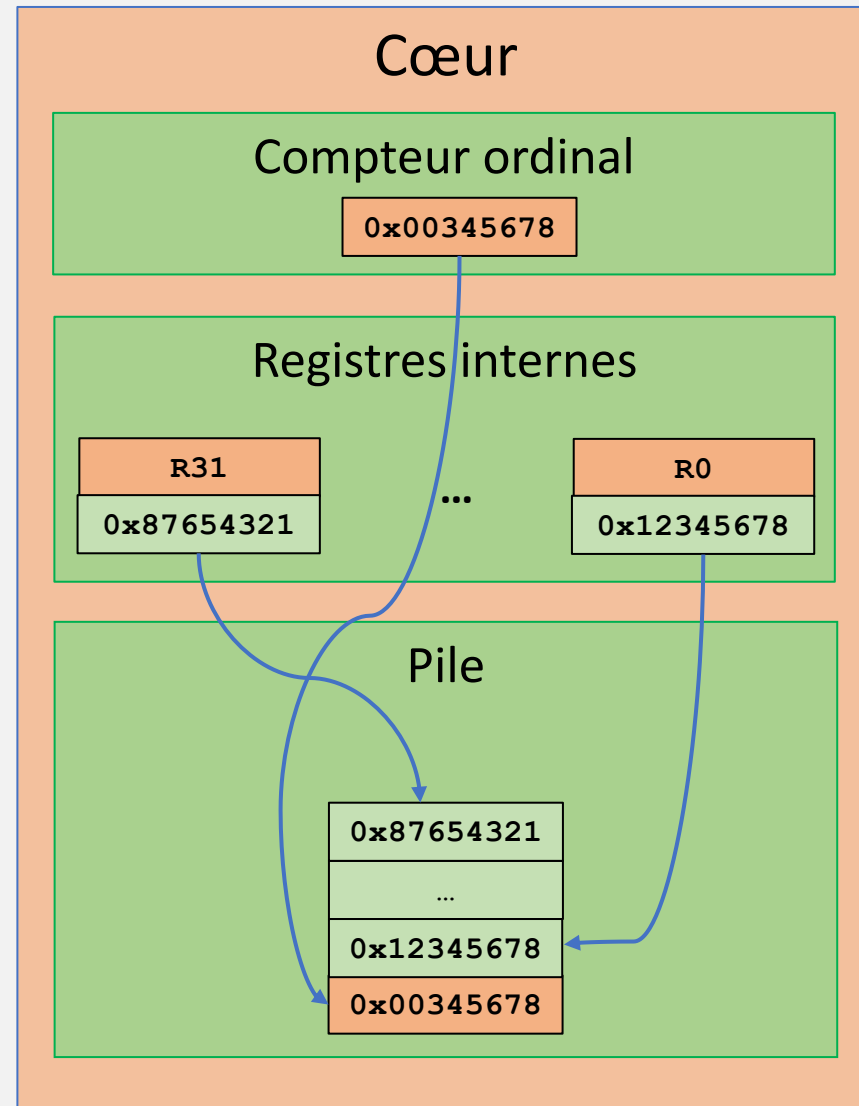 Cœur
Compteur ordinal
0x00345678
Registres internes
R31
0x87654321
...
R0
0x12345678
Pile
0x87654321
...
0x12345678
0x00345678